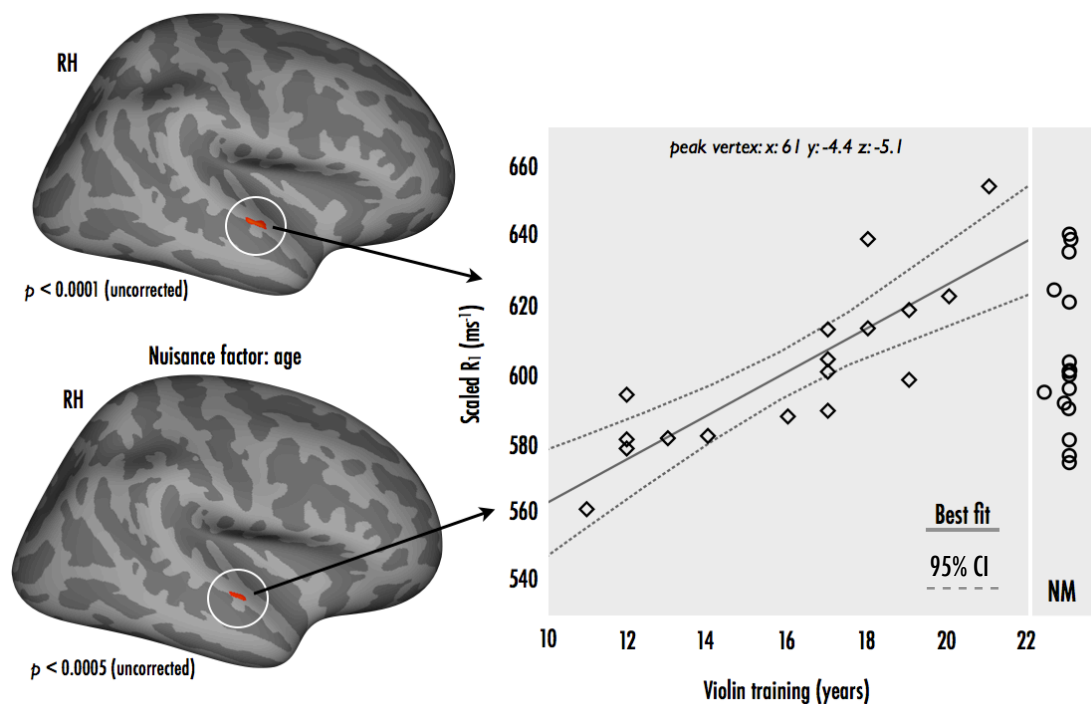 RH
p < 0.0001 (uncorrected)
Nuisance factor: age
RH
p < 0.0005 (uncorrected)
peak vertex: x: 61 y: -4.4 z: -5.1
Scaled R₁ (ms⁻¹)
660
640
620
600
580
560
540
Best fit
95% CI
NM
10 12 14 16 18 20 22
Violin training (years)